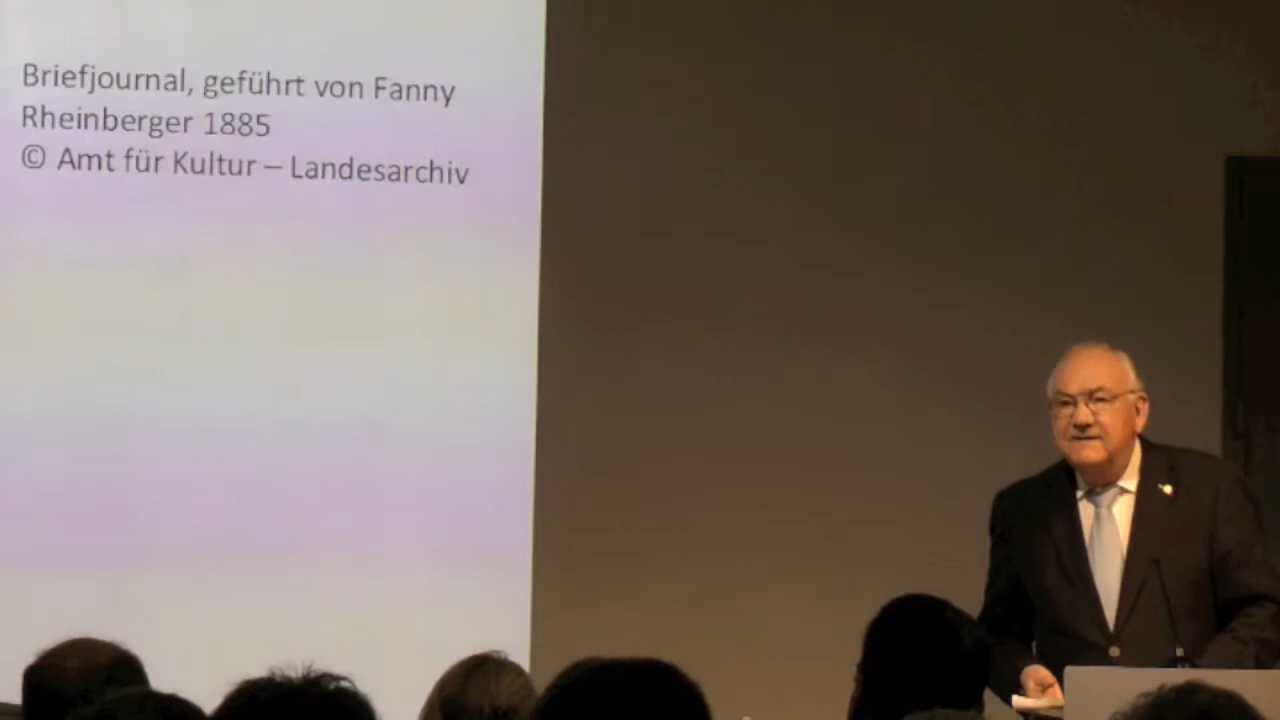 Briefjournal, geführt von Fanny
Rheinberger 1885
© Amt für Kultur – Landesarchiv